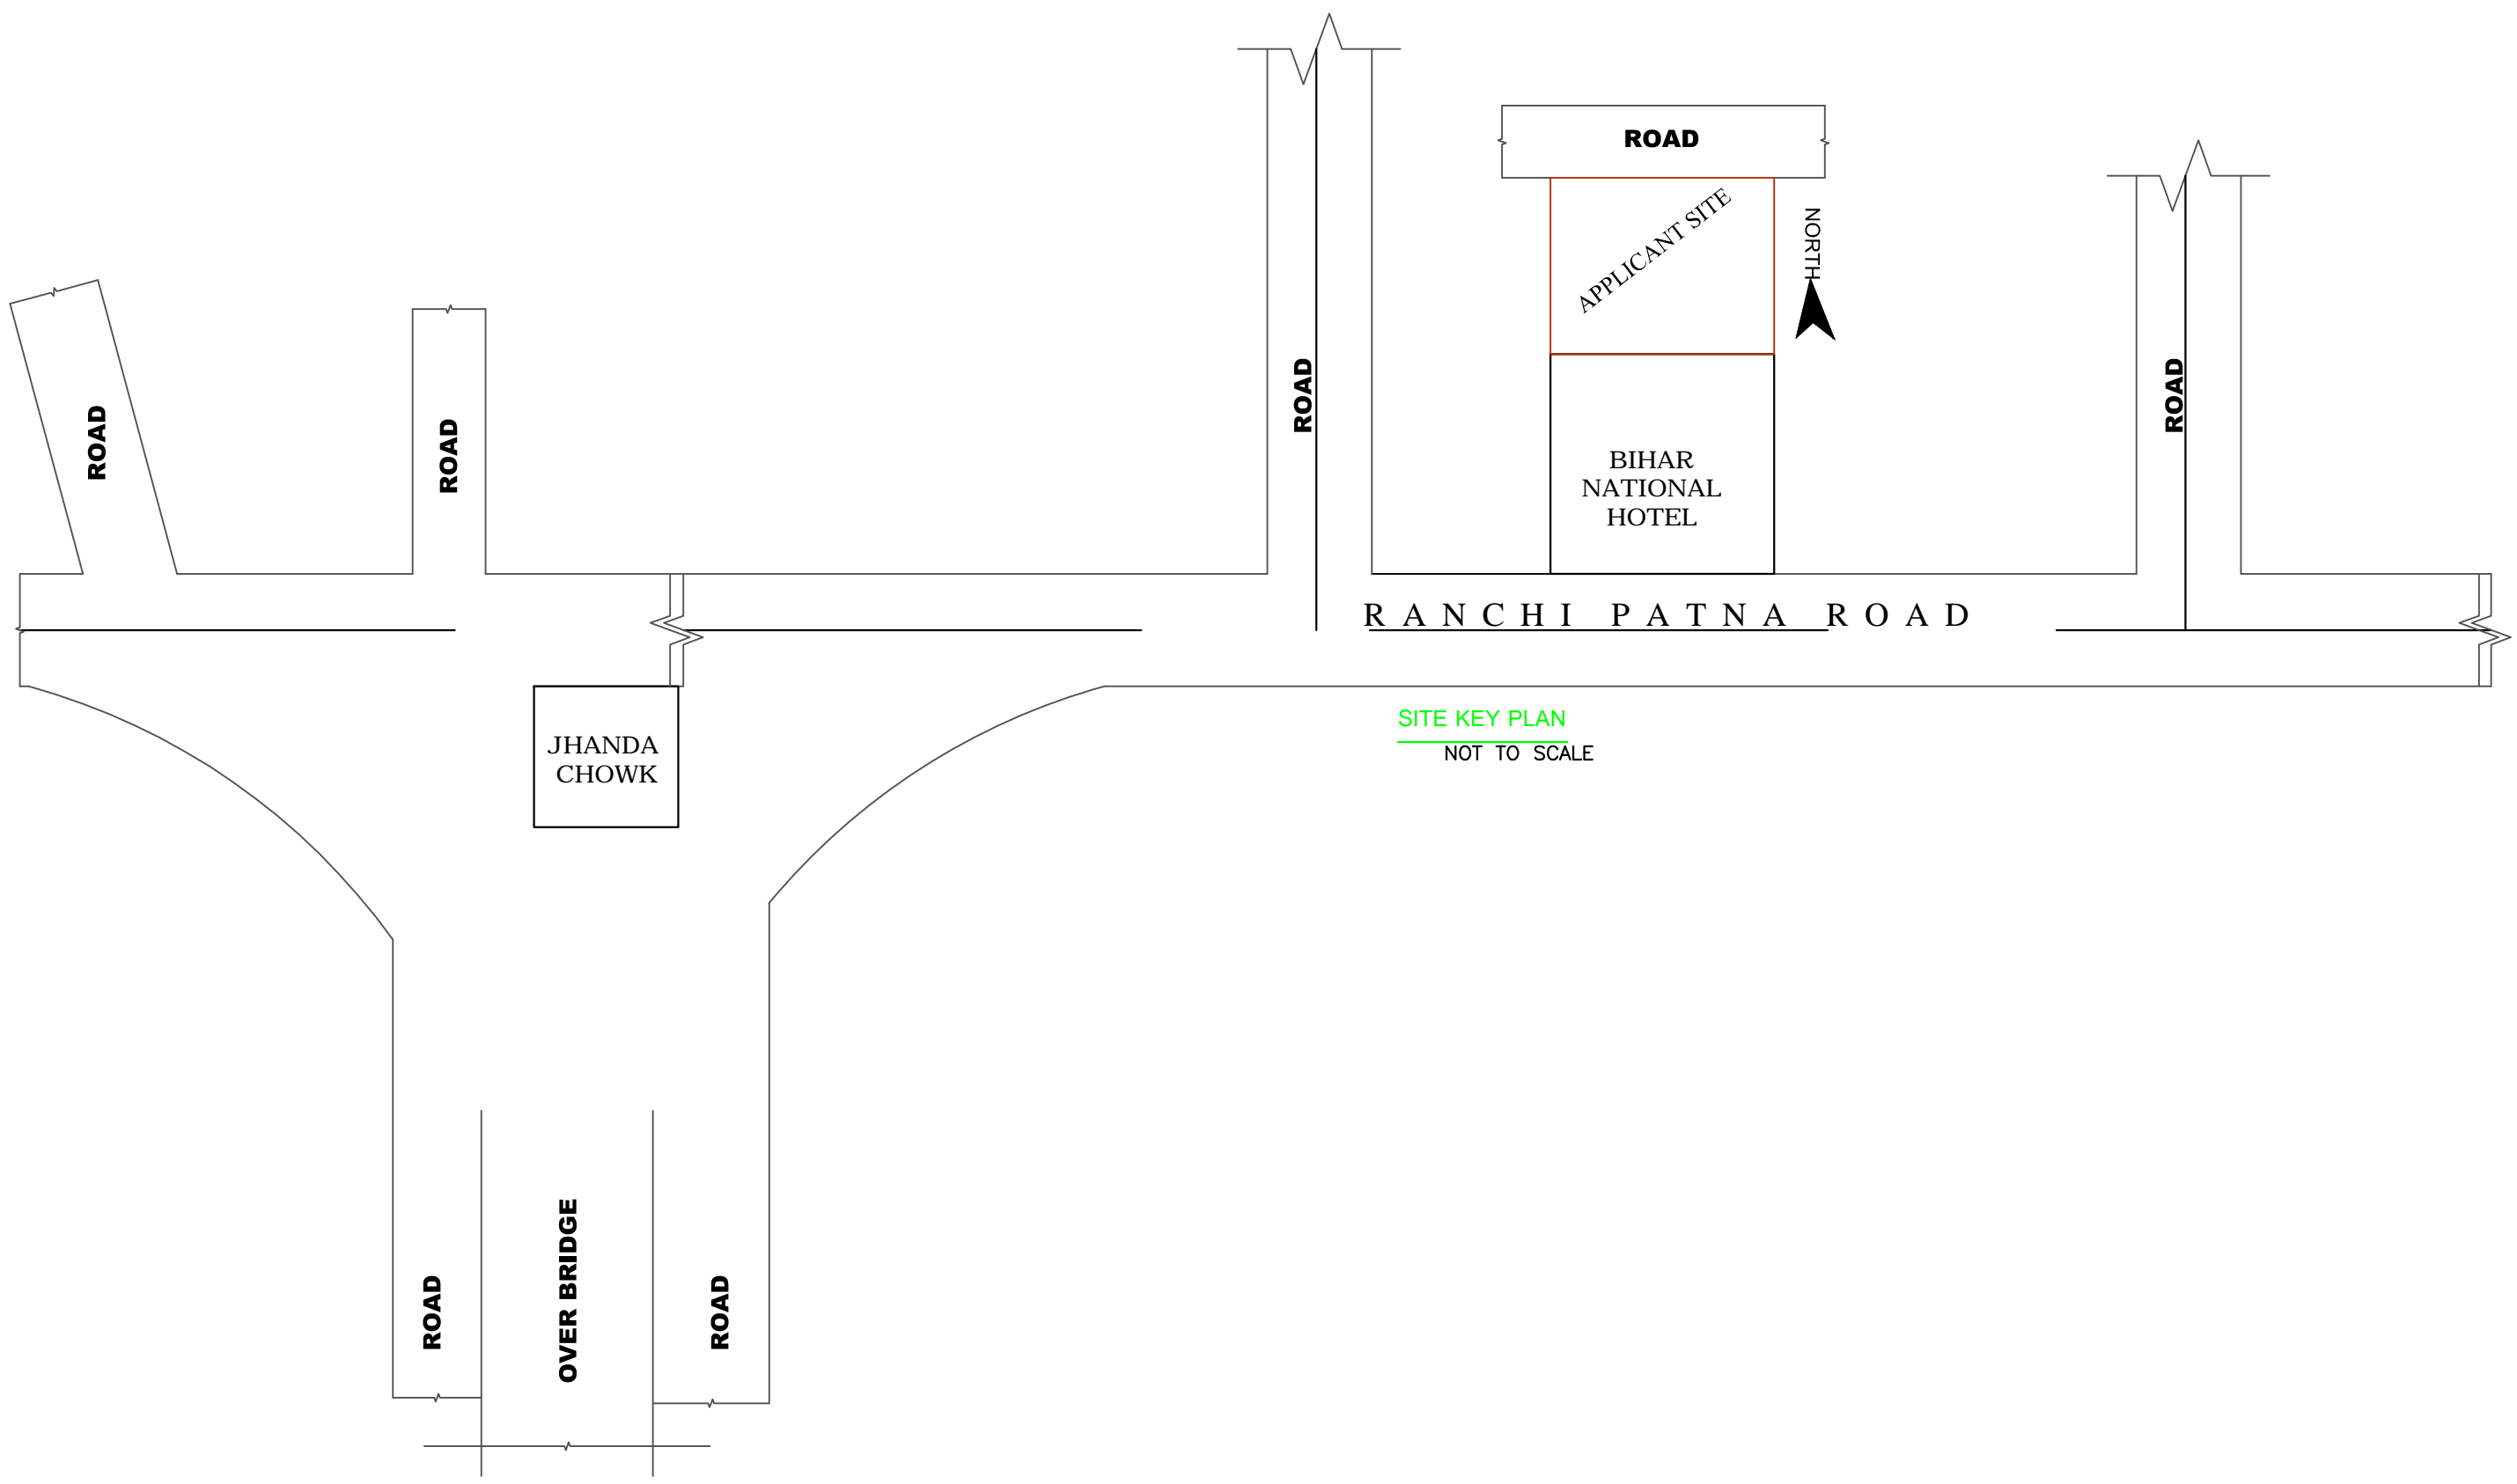 ROAD
APPLICANT SITE
NORTH
ROAD
ROAD
ROAD
ROAD
BIHAR
NATIONAL
HOTEL
RANCHI PATNA ROAD
SITE KEY PLAN
NOT TO SCALE
JHANDA
CHOWK
ROAD
OVER BRIDGE
ROAD